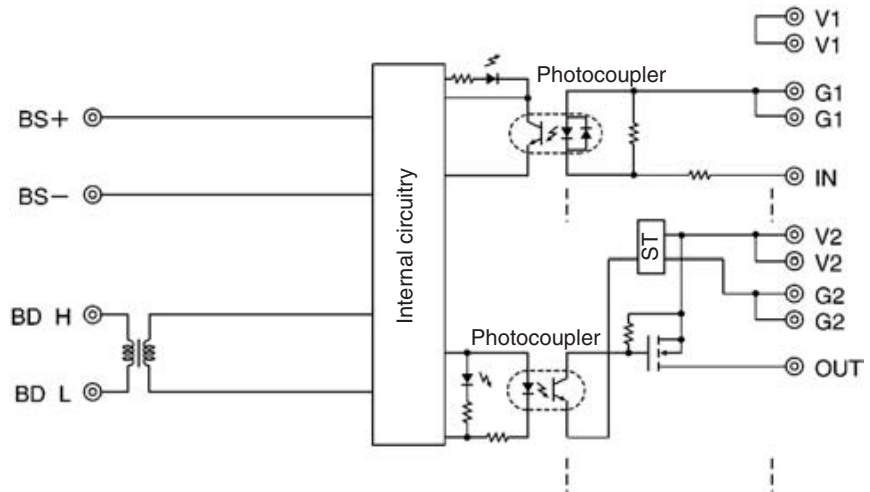 V1
V1
Photocoupler
G1
G1
BS+
IN
BS−
Internal circuitry
ST
V2
V2
G2
G2
BD H
Photocoupler
OUT
BD L